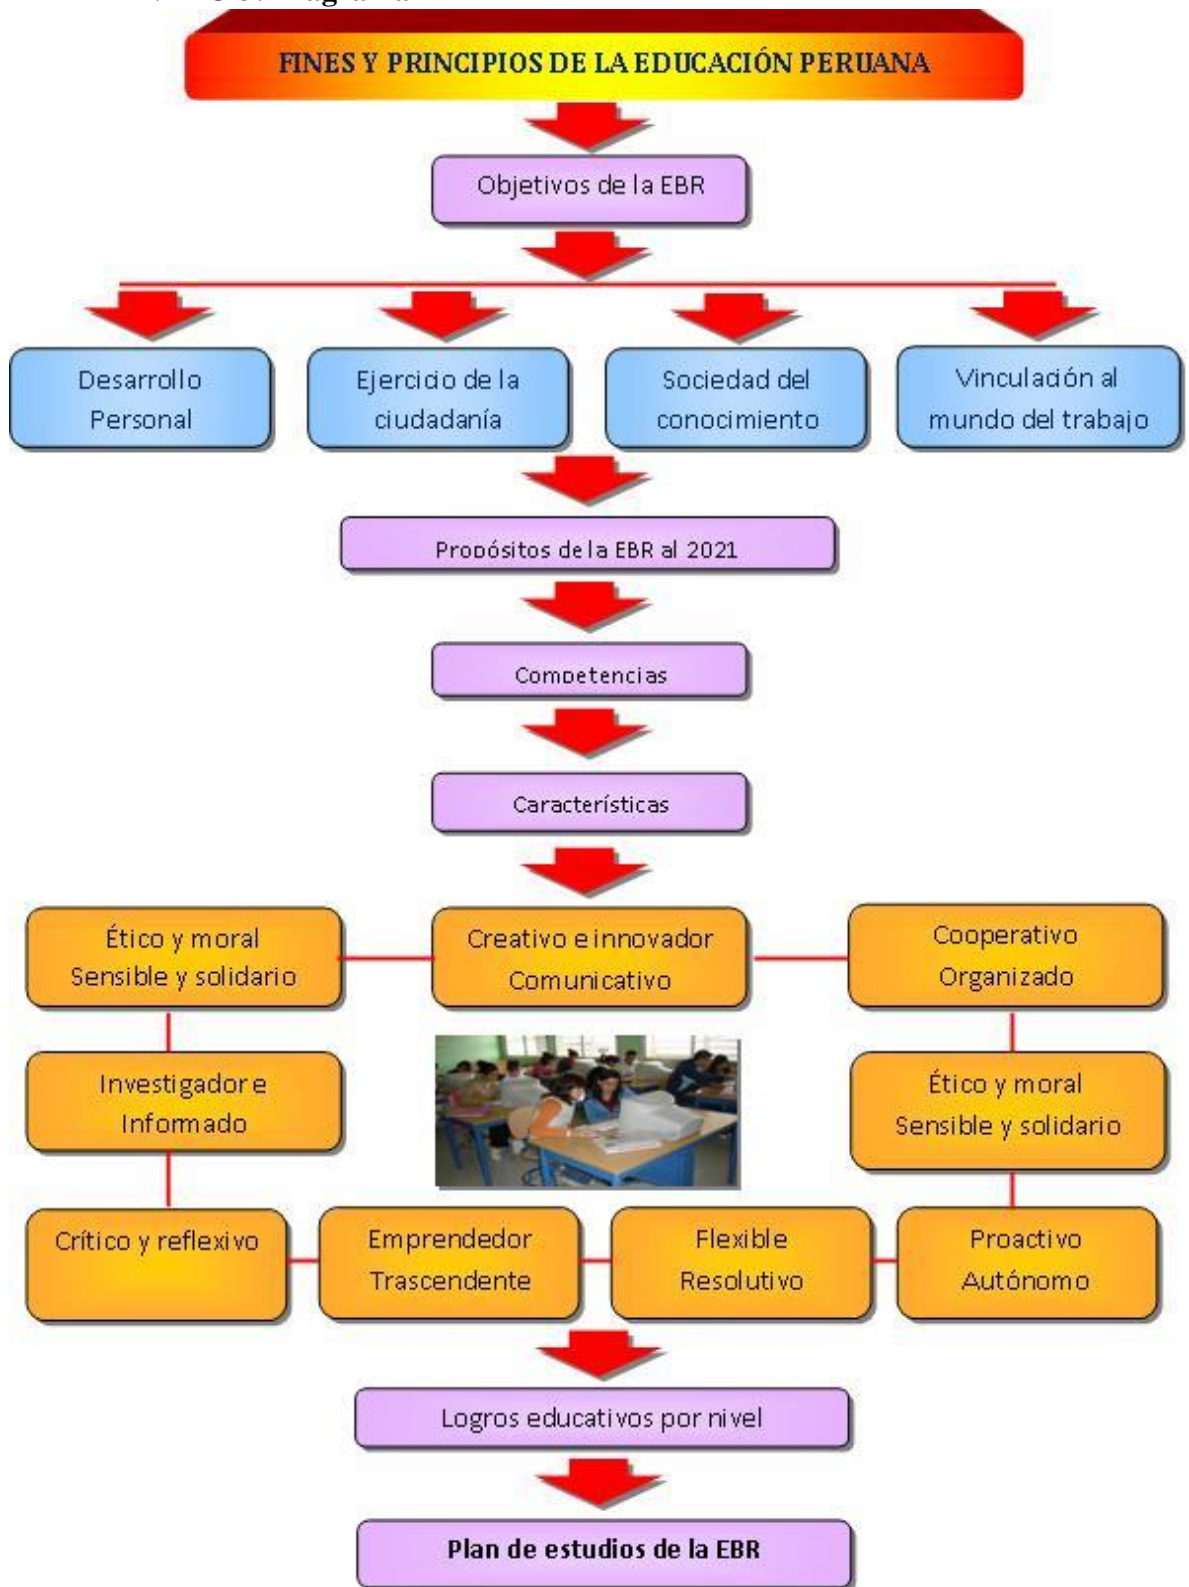 FINES Y PRINCIPIOS DE LA EDUCACIÓN PERUANA
Objetivos de la EBR
Desarrollo
Personal
Ejercicio de la
ciudadanía
Sociedad del
conocimiento
Vinculación al
mundo del trabajo
Propósitos de la EBR al 2021
Competencias
Características
Ético y moral
Sensible y solidario
Creativo e innovador
Comunicativo
Cooperativo
Organizado
Investigador e
Informado
Ético y moral
Sensible y solidario
Crítico y reflexivo
Emprendedor
Trascendente
Flexible
Resolutivo
Proactivo
Autónomo
Logros educativos por nivel
Plan de estudios de la EBR